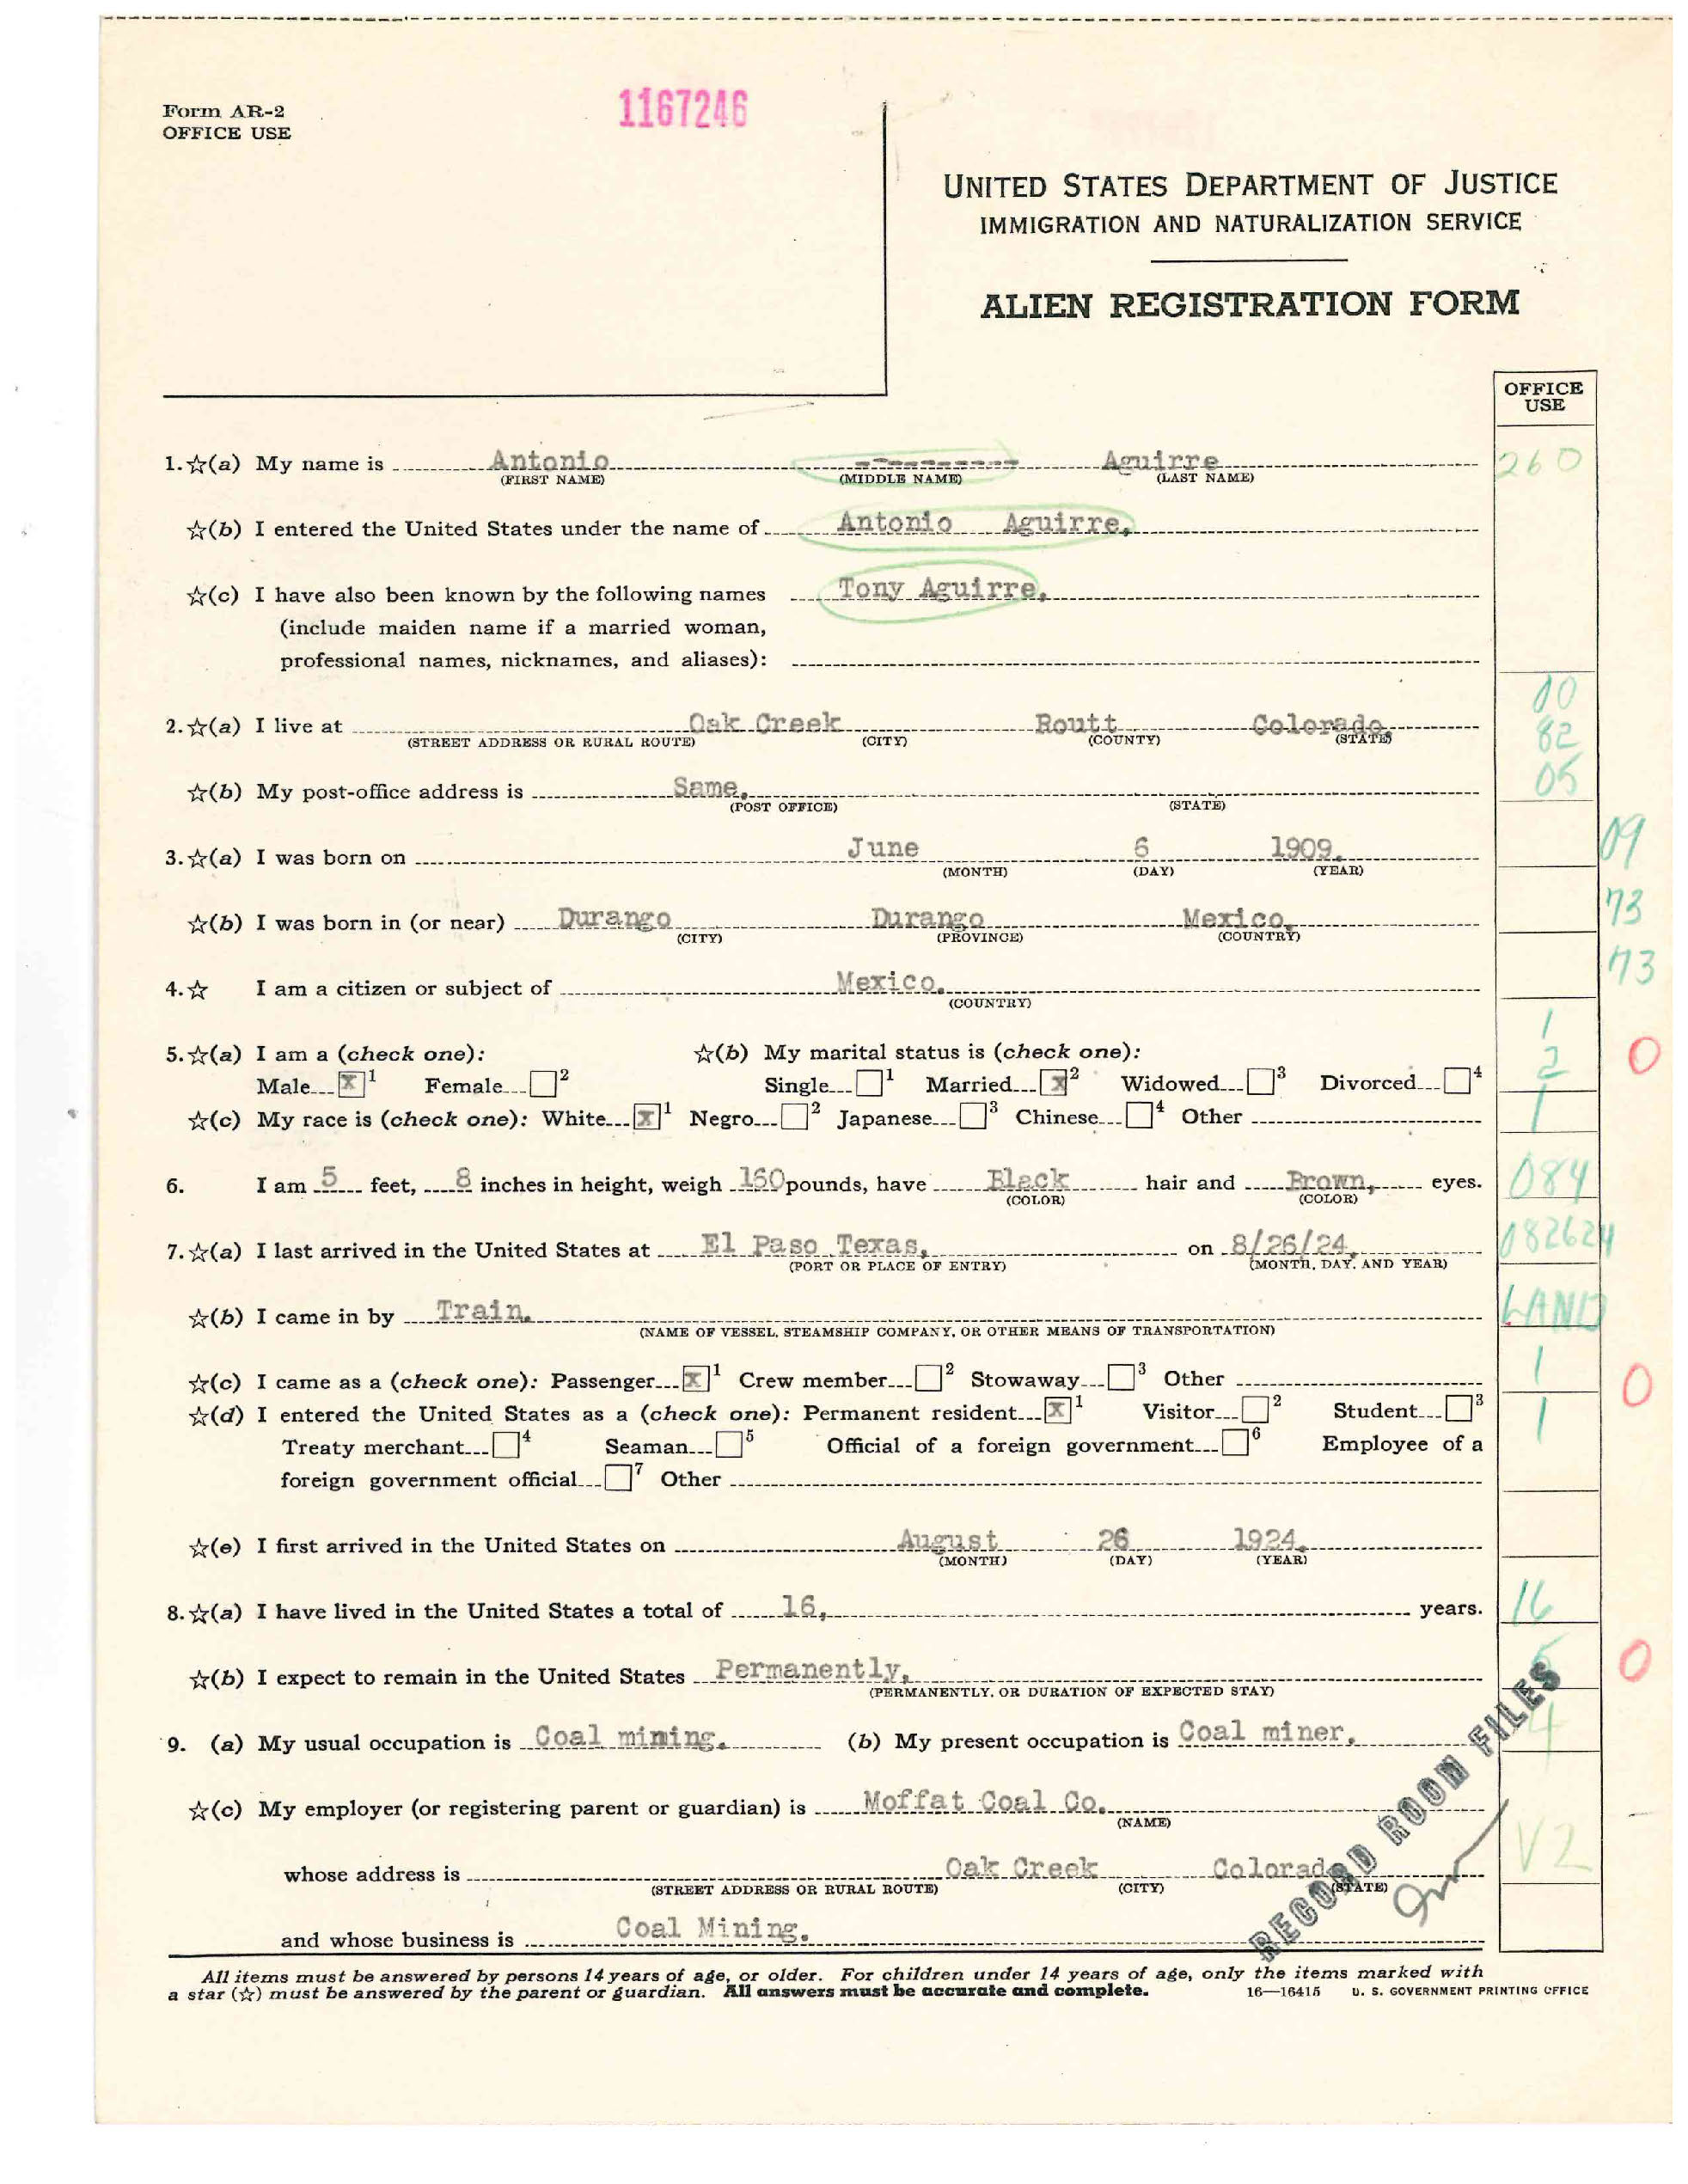 Form AR-2
OFFICE USE
1167246
UNITED STATES DEPARTMENT OF JUSTICE
IMMIGRATION AND NATURALIZATION SERVICE
ALIEN REGISTRATION FORM
OFFICE
USE
1. ☆(a) My name is Antonio --------- Aguirre 260
(FIRST NAME) (MIDDLE NAME) (LAST NAME)
☆(b) I entered the United States under the name of Antonio Aguirre.
☆(c) I have also been known by the following names Tony Aguirre.
(include maiden name if a married woman,
professional names, nicknames, and aliases):
10
2. ☆(a) I live at Oak Creek Routt Colorado. 82
(STREET ADDRESS OR RURAL ROUTE) (CITY) (COUNTY) (STATE)
☆(b) My post-office address is Same. 05
(POST OFFICE) (STATE)
3. ☆(a) I was born on June 6 1909. 09
(MONTH) (DAY) (YEAR)
☆(b) I was born in (or near) Durango Durango Mexico. 73
(CITY) (PROVINCE) (COUNTRY)
4. ☆ I am a citizen or subject of Mexico. 73
(COUNTRY)
1
5. ☆(a) I am a (check one): ☆(b) My marital status is (check one): 2 0
Male X 1 Female 2 Single 1 Married X 2 Widowed 3 Divorced 4
☆(c) My race is (check one): White X 1 Negro 2 Japanese 3 Chinese 4 Other 1
6. I am 5 feet, 8 inches in height, weigh 150 pounds, have Black hair and Brown, eyes. 084
(COLOR) (COLOR)
7. ☆(a) I last arrived in the United States at El Paso Texas, on 8/26/24. 082624
(PORT OR PLACE OF ENTRY) (MONTH, DAY, AND YEAR)
☆(b) I came in by Train. LAND
(NAME OF VESSEL, STEAMSHIP COMPANY, OR OTHER MEANS OF TRANSPORTATION)
☆(c) I came as a (check one): Passenger X 1 Crew member 2 Stowaway 3 Other 1 0
☆(d) I entered the United States as a (check one): Permanent resident X 1 Visitor 2 Student 3 1
Treaty merchant 4 Seaman 5 Official of a foreign government 6 Employee of a
foreign government official 7 Other
☆(e) I first arrived in the United States on August 26 1924.
(MONTH) (DAY) (YEAR)
8. ☆(a) I have lived in the United States a total of 16, years. 16
☆(b) I expect to remain in the United States Permanently. 5 0
(PERMANENTLY, OR DURATION OF EXPECTED STAY)
9. (a) My usual occupation is Coal mining. (b) My present occupation is Coal miner. 4
☆(c) My employer (or registering parent or guardian) is Moffat Coal Co.
(NAME)
V2
whose address is Oak Creek Colorado
(STREET ADDRESS OR RURAL ROUTE) (CITY) (STATE)
RECORD ROOM FILES
and whose business is Coal Mining.
All items must be answered by persons 14 years of age, or older. For children under 14 years of age, only the items marked with
a star (☆) must be answered by the parent or guardian. All answers must be accurate and complete. 16—16415 U. S. GOVERNMENT PRINTING OFFICE